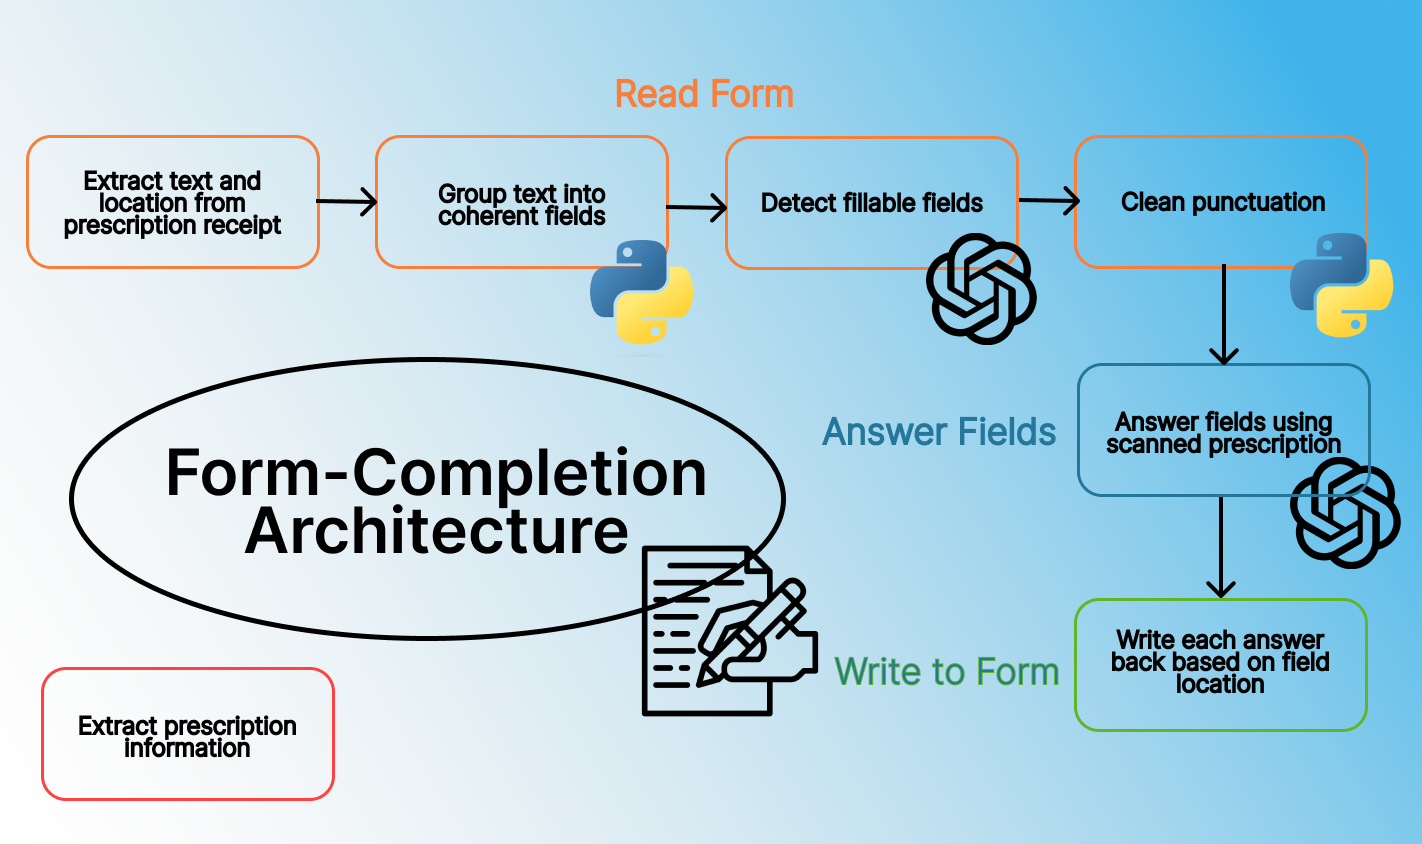 Read Form
Extract text and
location from
prescription receipt
Group text into
coherent fields
Detect fillable fields
Clean punctuation
Answer Fields
Answer fields using
scanned prescription
Form-Completion
Architecture
Write to Form
Write each answer
back based on field
location
Extract prescription
information